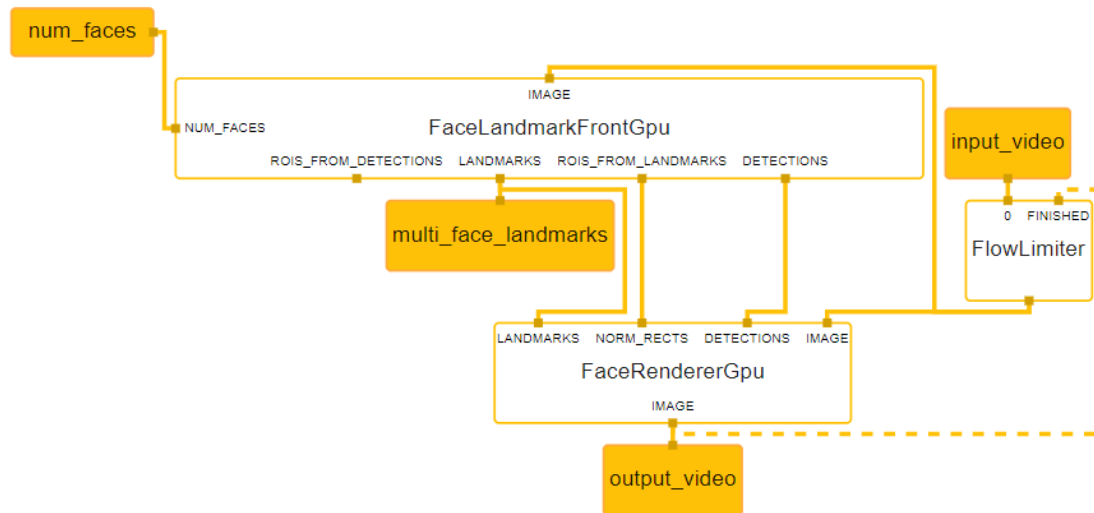 num_faces
IMAGE
NUM_FACES
FaceLandmarkFrontGpu
ROIS_FROM_DETECTIONS LANDMARKS ROIS_FROM_LANDMARKS DETECTIONS
input_video
0 FINISHED
FlowLimiter
multi_face_landmarks
LANDMARKS NORM_RECTS DETECTIONS IMAGE
FaceRendererGpu
IMAGE
output_video